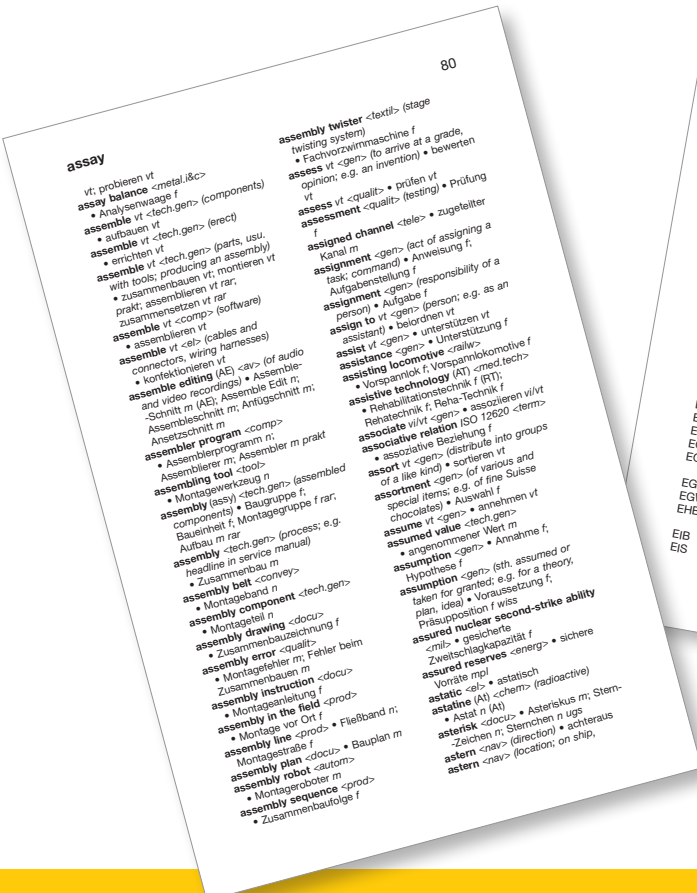 80
assay
vt; probieren vt
assay balance <metal.i&c>
• Analysenwaage f
assemble vt <tech.gen> (components)
• aufbauen vt
assemble vt <tech.gen> (erect)
• errichten vt
assemble vt <tech.gen> (parts, usu.
with tools; producing an assembly)
• zusammenbauen vt; montieren vt
prakt; assemblieren vt rar;
zusammensetzen vt rar
assemble vt <comp> (software)
• assemblieren vt
assemble vt <el> (cables and
connectors, wiring harnesses)
• konfektionieren vt
assemble editing (AE) <av> (of audio
and video recordings) • Assemble-
-Schnitt m (AE); Assemble Edit n;
Assembleschnitt m; Anfügschnitt m;
Ansetzschnitt m
assembler program <comp>
• Assemblerprogramm n;
Assemblierer m; Assembler m prakt
assembling tool <tool>
• Montagewerkzeug n
assembly (assy) <tech.gen> (assembled
components) • Baugruppe f;
Baueinheit f; Montagegruppe f rar;
Aufbau m rar
assembly <tech.gen> (process; e.g.
headline in service manual)
• Zusammenbau m
assembly belt <convey>
• Montageband n
assembly component <tech.gen>
• Montageteil n
assembly drawing <docu>
• Zusammenbauzeichnung f
assembly error <qualit>
• Montagefehler m; Fehler beim
Zusammenbauen m
assembly instruction <docu>
• Montageanleitung f
assembly in the field <prod>
• Montage vor Ort f
assembly line <prod> • Fließband n;
Montagestraße f
assembly plan <docu> • Bauplan m
assembly robot <autom>
• Montageroboter m
assembly sequence <prod>
• Zusammenbaufolge f
assembly twister <textil> (stage
twisting system)
• Fachvorzwirnmaschine f
assess vt <gen> (to arrive at a grade,
opinion; e.g. an invention) • bewerten
vt
assess vt <qualit> • prüfen vt
assessment <qualit> (testing) • Prüfung
f
assigned channel <tele> • zugeteilter
Kanal m
assignment <gen> (act of assigning a
task; command) • Anweisung f;
Aufgabenstellung f
assignment <gen> (responsibility of a
person) • Aufgabe f
assign to vt <gen> (person; e.g. as an
assistant) • beiordnen vt
assist vt <gen> • unterstützen vt
assistance <gen> • Unterstützung f
assisting locomotive <railw>
• Vorspannlok f; Vorspannlokomotive f
assistive technology (AT) <med.tech>
• Rehabilitationstechnik f (RT);
Rehatechnik f; Reha-Technik f
associate vi/vt <gen> • assoziieren vi/vt
associative relation ISO 12620 <term>
• assoziative Beziehung f
assort vt <gen> (distribute into groups
of a like kind) • sortieren vt
assortment <gen> (of various and
special items; e.g. of fine Suisse
chocolates) • Auswahl f
assume vt <gen> • annehmen vt
assumed value <tech.gen>
• angenommener Wert m
assumption <gen> • Annahme f;
Hypothese f
assumption <gen> (sth. assumed or
taken for granted; e.g. for a theory,
plan, idea) • Voraussetzung f;
Präsupposition f wiss
assured nuclear second-strike ability
<mil> • gesicherte
Zweitschlagkapazität f
assured reserves <energ> • sichere
Vorräte mpl
astatic <el> • astatisch
astatine (At) <chem> (radioactive)
• Astat n (At)
asterisk <docu> • Asteriskus m; Stern-
-Zeichen n; Sternchen n ugs
astern <nav> (direction) • achteraus
astern <nav> (location; on ship,
EG
EGV
EHE
EIB
EIS